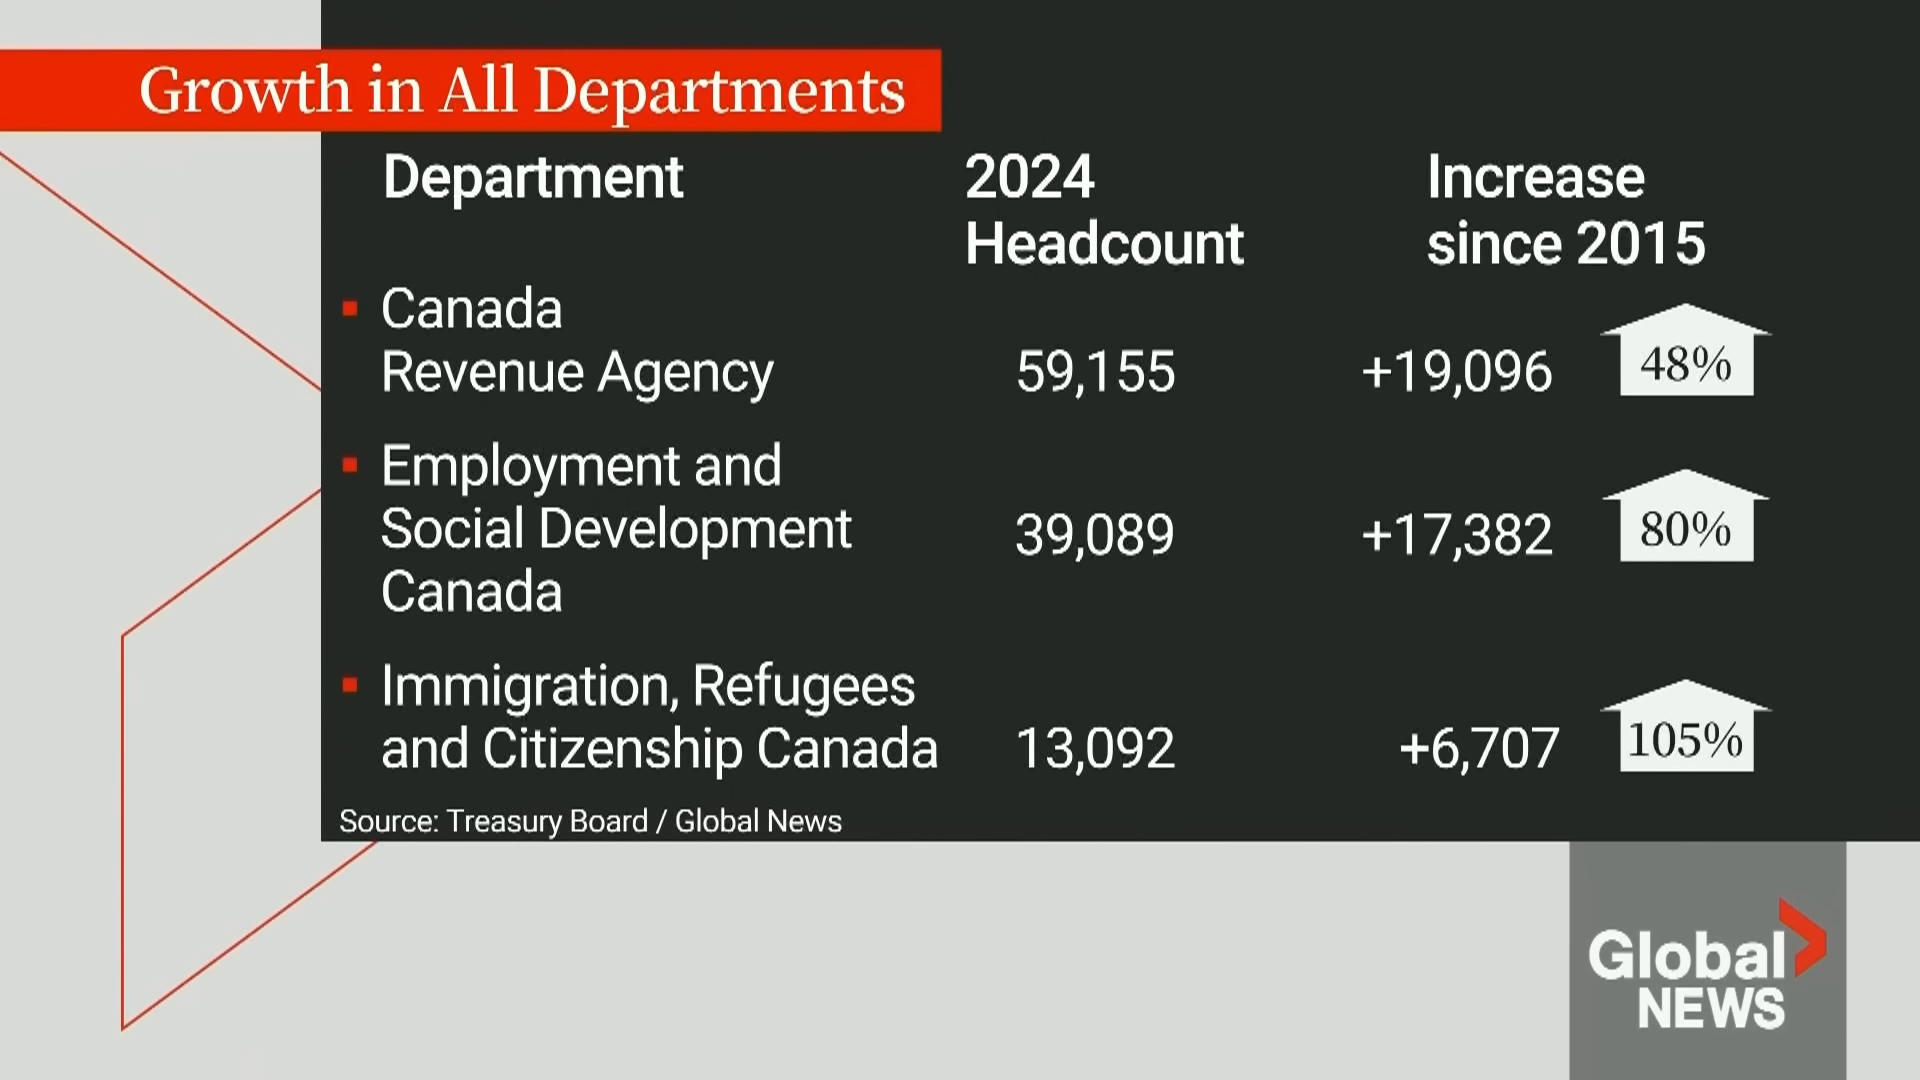 Growth in All Departments
Department 2024 Headcount Increase since 2015
Canada
Revenue Agency 59,155 +19,096 48%
Employment and
Social Development 39,089 +17,382 80%
Canada
Immigration, Refugees
and Citizenship Canada 13,092 +6,707 105%
Source: Treasury Board / Global News
Global
NEWS